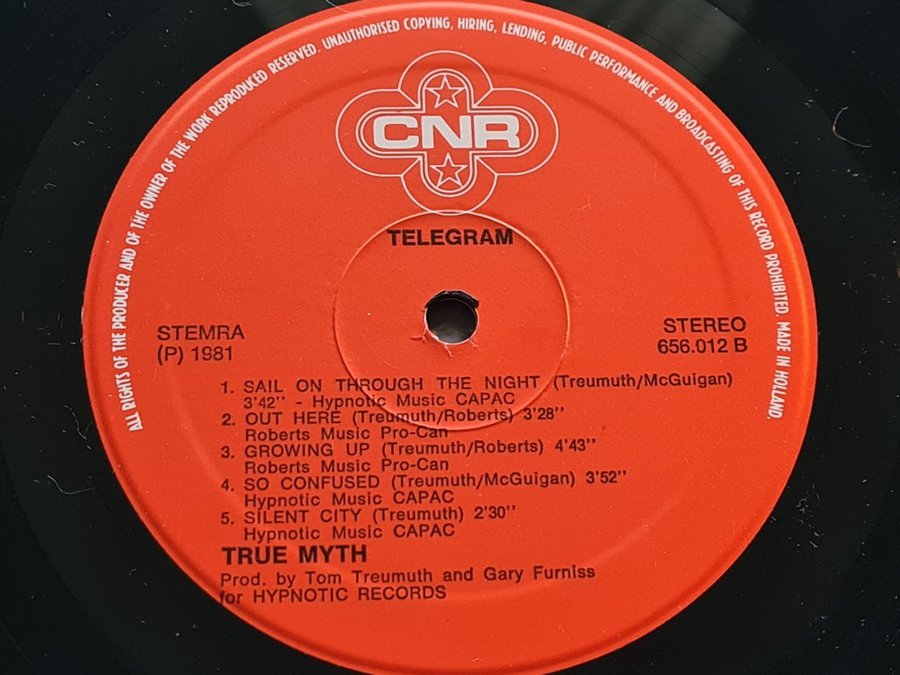 ALL RIGHTS OF THE PRODUCER AND OF THE OWNER OF THE WORK REPRODUCED RESERVED. UNAUTHORISED COPYING, HIRING, LENDING, PUBLIC PERFORMANCE AND BROADCASTING OF THIS RECORD PROHIBITED. MADE IN HOLLAND.
CNR
TELEGRAM
STEMRA
(P) 1981
STEREO
656.012 B
1. SAIL ON THROUGH THE NIGHT (Treumuth/McGuigan)
3'42'' - Hypnotic Music CAPAC
2. OUT HERE (Treumuth/Roberts) 3'28''
Roberts Music Pro-Can
3. GROWING UP (Treumuth/Roberts) 4'43''
Roberts Music Pro-Can
4. SO CONFUSED (Treumuth/McGuigan) 3'52''
Hypnotic Music CAPAC
5. SILENT CITY (Treumuth) 2'30''
Hypnotic Music CAPAC
TRUE MYTH
Prod. by Tom Treumuth and Gary Furniss
for HYPNOTIC RECORDS